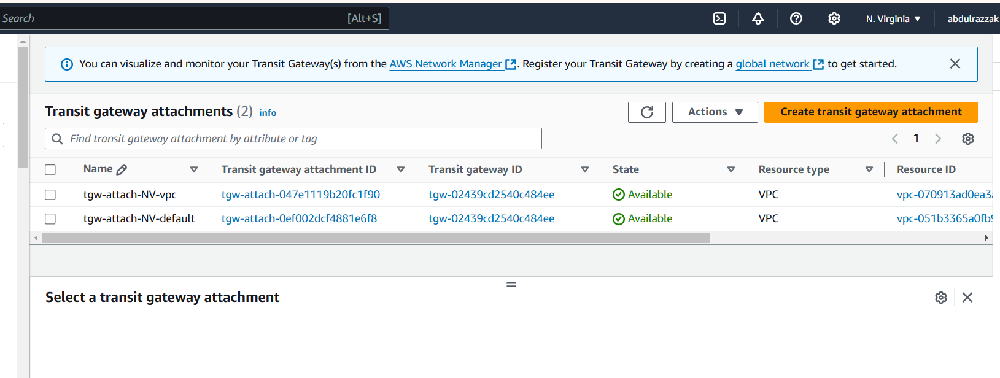 Search [Alt+S] N. Virginia abdulrazzak
You can visualize and monitor your Transit Gateway(s) from the AWS Network Manager. Register your Transit Gateway by creating a global network to get started.
Transit gateway attachments (2) info Actions Create transit gateway attachment
Find transit gateway attachment by attribute or tag 1
Name Transit gateway attachment ID Transit gateway ID State Resource type Resource ID
tgw-attach-NV-vpc tgw-attach-047e1119b20fc1f90 tgw-02439cd2540c484ee Available VPC vpc-070913ad0ea3a
tgw-attach-NV-default tgw-attach-0ef002dcf4881e6f8 tgw-02439cd2540c484ee Available VPC vpc-051b3365a0fb9
Select a transit gateway attachment